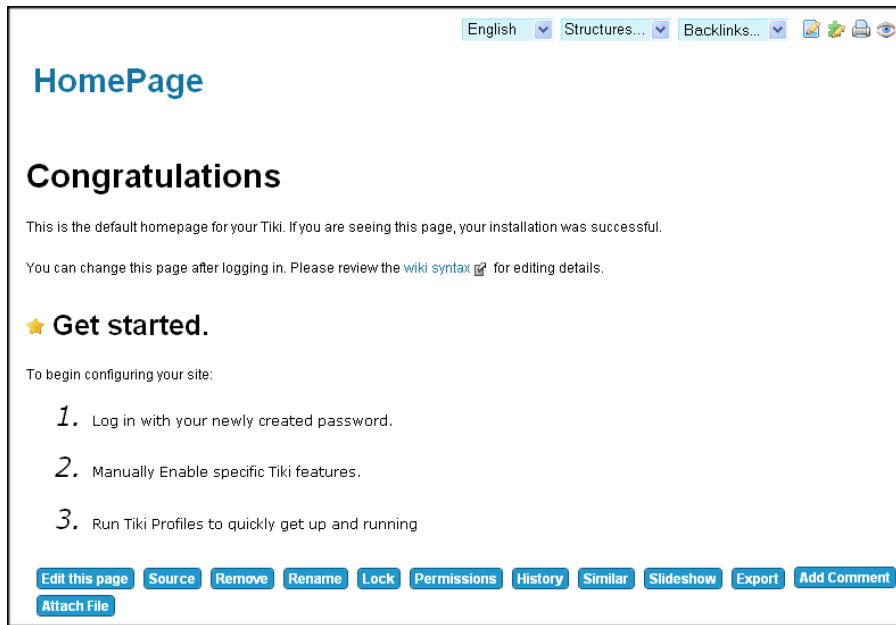 English Structures... Backlinks...
HomePage
Congratulations
This is the default homepage for your Tiki. If you are seeing this page, your installation was successful.
You can change this page after logging in. Please review the wiki syntax for editing details.
Get started.
To begin configuring your site:
1. Log in with your newly created password.
2. Manually Enable specific Tiki features.
3. Run Tiki Profiles to quickly get up and running
Edit this page Source Remove Rename Lock Permissions History Similar Slideshow Export Add Comment
Attach File